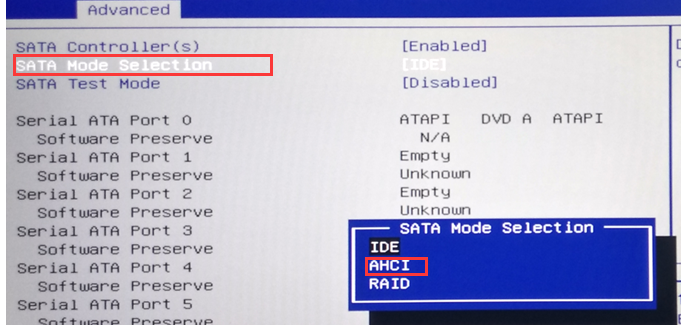 Advanced
SATA Controller(s) [Enabled]
SATA Mode Selection [IDE]
SATA Test Mode [Disabled]
Serial ATA Port 0 ATAPI DVD A ATAPI
Software Preserve N/A
Serial ATA Port 1 Empty
Software Preserve Unknown
Serial ATA Port 2 Empty
Software Preserve Unknown
Serial ATA Port 3
Software Preserve
Serial ATA Port 4
Software Preserve
Serial ATA Port 5
Software Preserve
SATA Mode Selection
IDE
AHCI
RAID